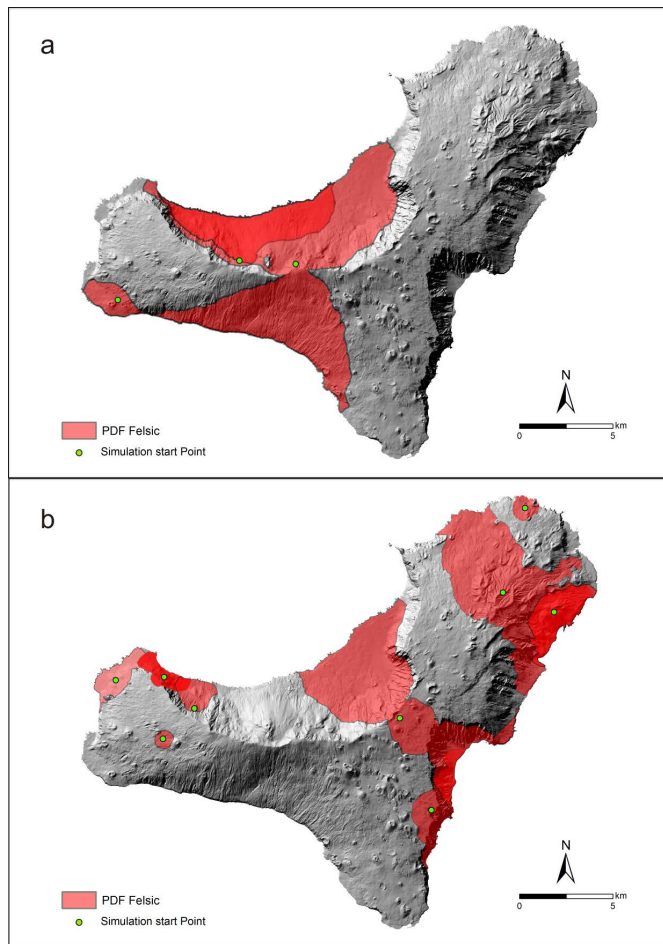 a
N
km
0 5
PDF Felsic
Simulation start Point
b
N
km
0 5
PDF Felsic
Simulation start Point